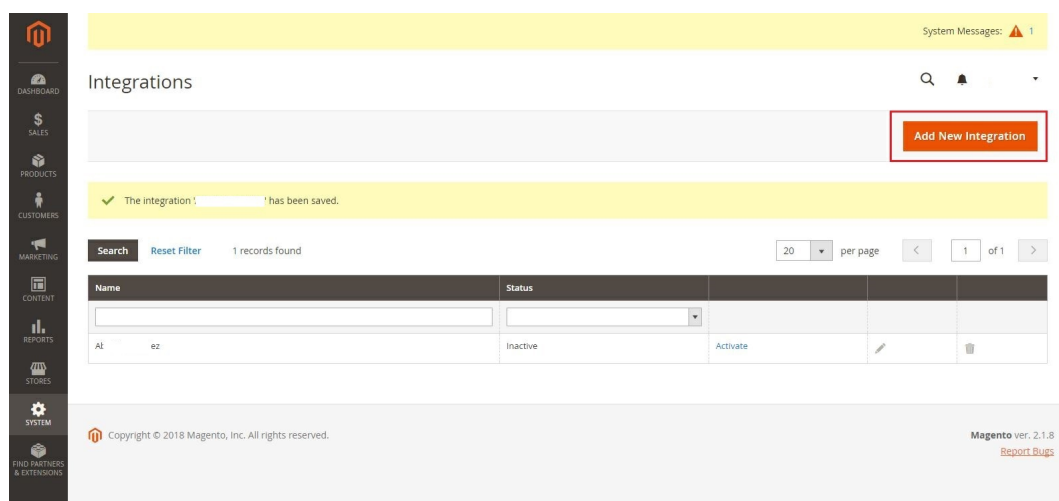 System Messages: 1
DASHBOARD
Integrations
SALES
Add New Integration
PRODUCTS
The integration ' ' has been saved.
CUSTOMERS
Search Reset Filter 1 records found 20 per page 1 of 1
MARKETING
Name Status
CONTENT
REPORTS
ez Inactive Activate
STORES
SYSTEM
Copyright © 2018 Magento, Inc. All rights reserved. Magento ver. 2.1.8
Report Bugs
FIND PARTNERS
& EXTENSIONS